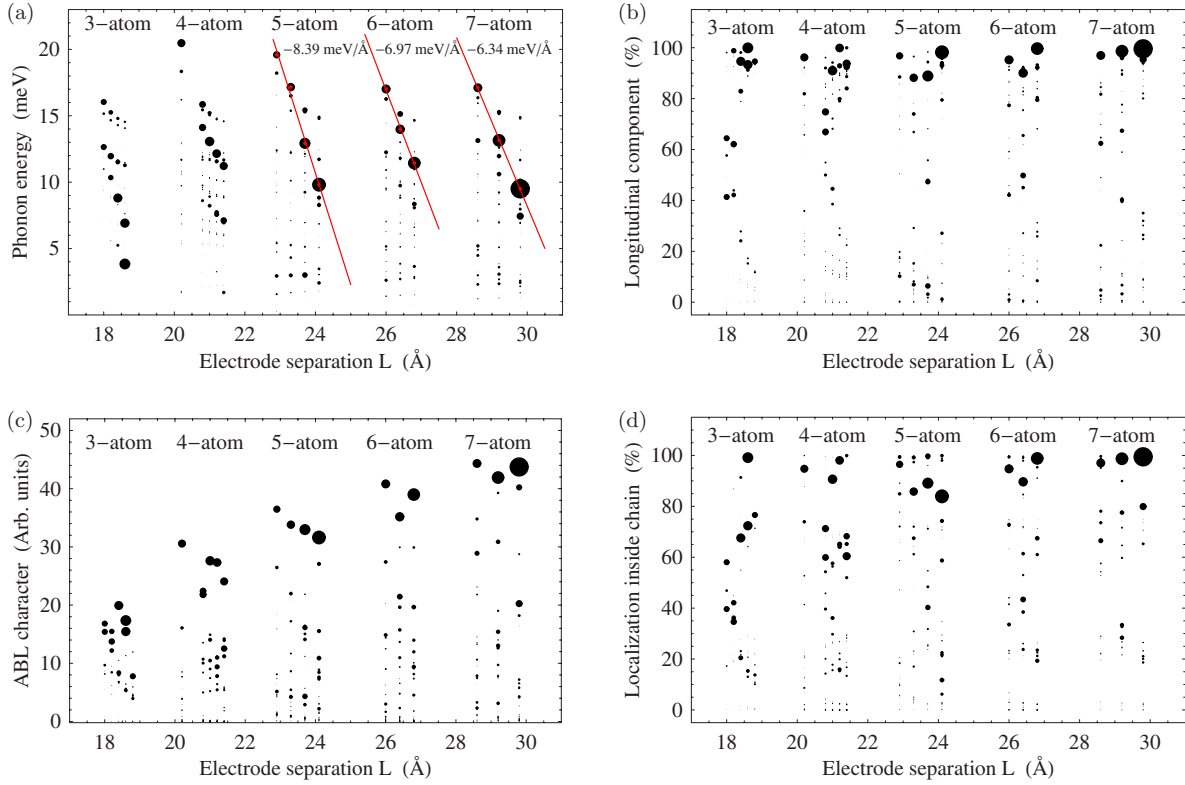 (a)
3−atom 4−atom 5−atom 6−atom 7−atom
−8.39 meV/Å −6.97 meV/Å −6.34 meV/Å
20
15
10
5
Phonon energy (meV)
18 20 22 24 26 28 30
Electrode separation L (Å)
(b)
3−atom 4−atom 5−atom 6−atom 7−atom
100
80
60
40
20
0
Longitudinal component (%)
18 20 22 24 26 28 30
Electrode separation L (Å)
(c)
3−atom 4−atom 5−atom 6−atom 7−atom
50
40
30
20
10
0
ABL character (Arb. units)
18 20 22 24 26 28 30
Electrode separation L (Å)
(d)
3−atom 4−atom 5−atom 6−atom 7−atom
100
80
60
40
20
0
Localization inside chain (%)
18 20 22 24 26 28 30
Electrode separation L (Å)